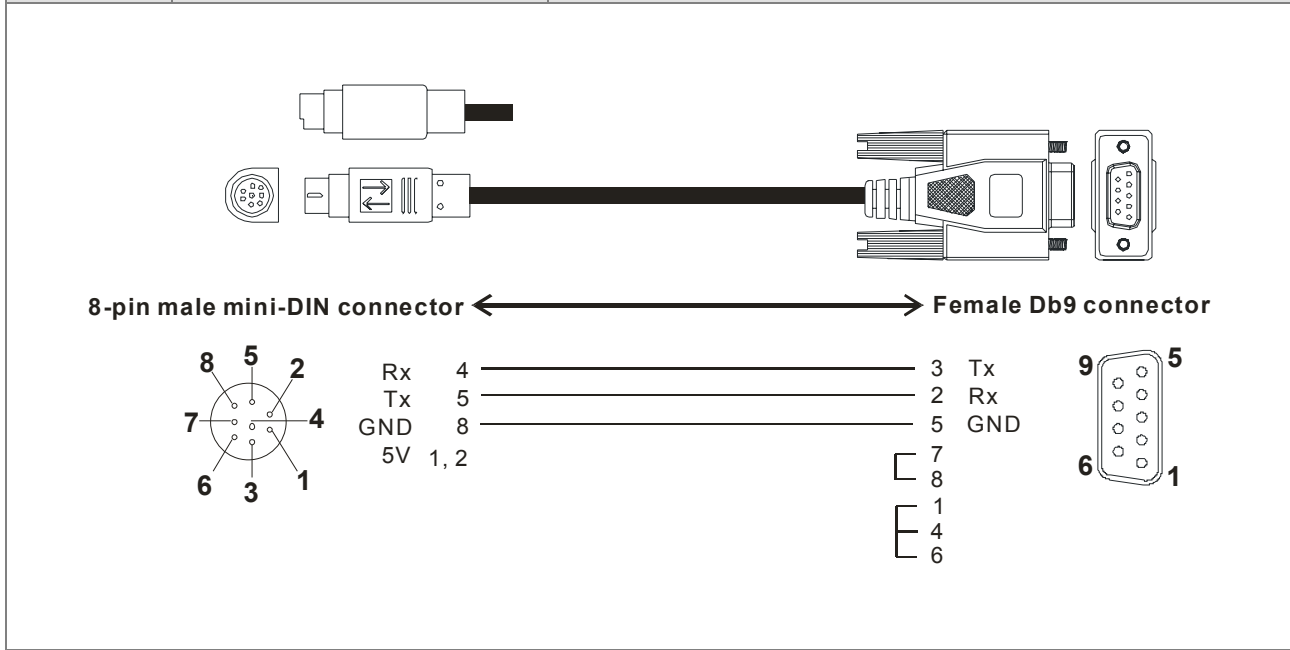 8-pin male mini-DIN connector Female Db9 connector
8 5 2
7 4
6 3 1
Rx 4 3 Tx
Tx 5 2 Rx
GND 8 5 GND
5V 1, 2
7
8
1
4
6
9 5
6 1